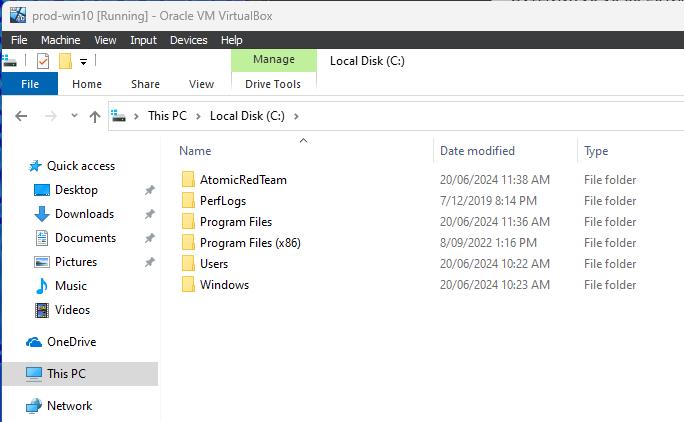 prod-win10 [Running] - Oracle VM VirtualBox
File Machine View Input Devices Help
Manage Local Disk (C:)
File Home Share View Drive Tools
This PC Local Disk (C:)
Name Date modified Type
Quick access
Desktop
Downloads
Documents
Pictures
Music
Videos
OneDrive
This PC
Network
AtomicRedTeam 20/06/2024 11:38 AM File folder
PerfLogs 7/12/2019 8:14 PM File folder
Program Files 20/06/2024 11:36 AM File folder
Program Files (x86) 8/09/2022 1:16 PM File folder
Users 20/06/2024 10:22 AM File folder
Windows 20/06/2024 10:23 AM File folder